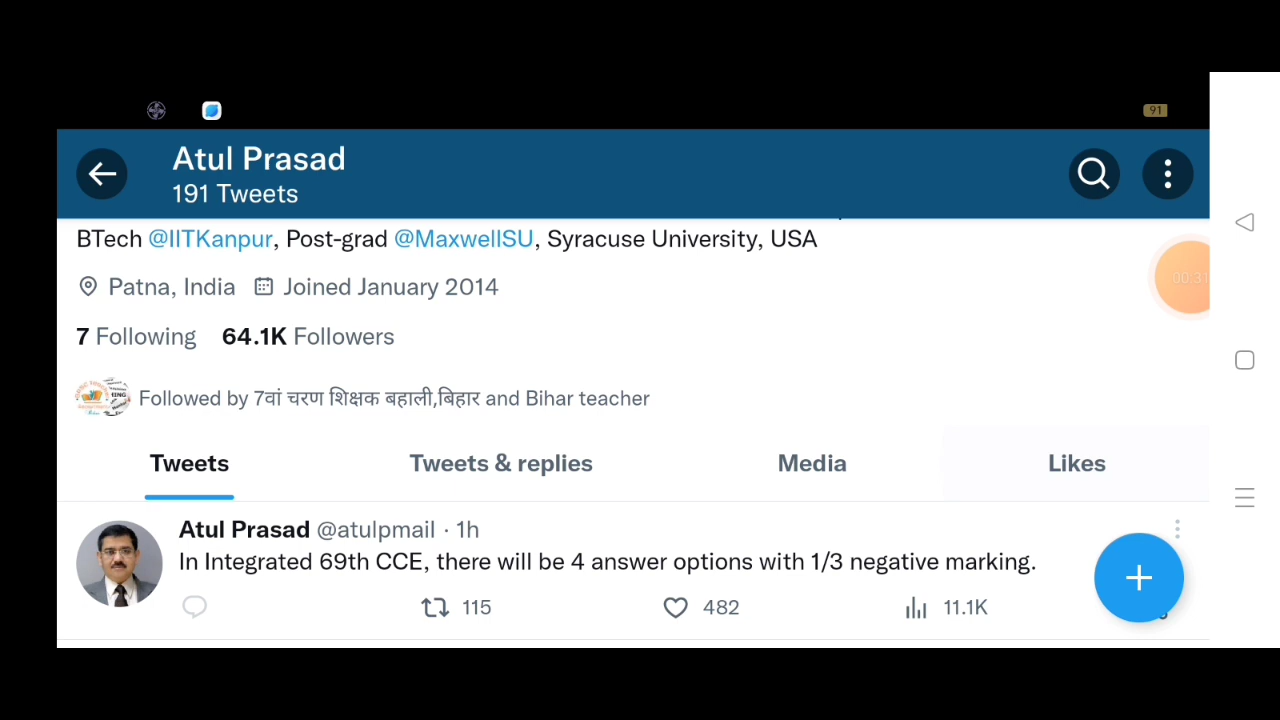 91
Atul Prasad
191 Tweets
BTech @IITKanpur, Post-grad @MaxwellSU, Syracuse University, USA
Patna, India Joined January 2014
00:31
7 Following 64.1K Followers
Followed by 7वां चरण शिक्षक बहाली,बिहार and Bihar teacher
Tweets Tweets & replies Media Likes
Atul Prasad @atulpmail · 1h
In Integrated 69th CCE, there will be 4 answer options with 1/3 negative marking.
115 482 11.1K